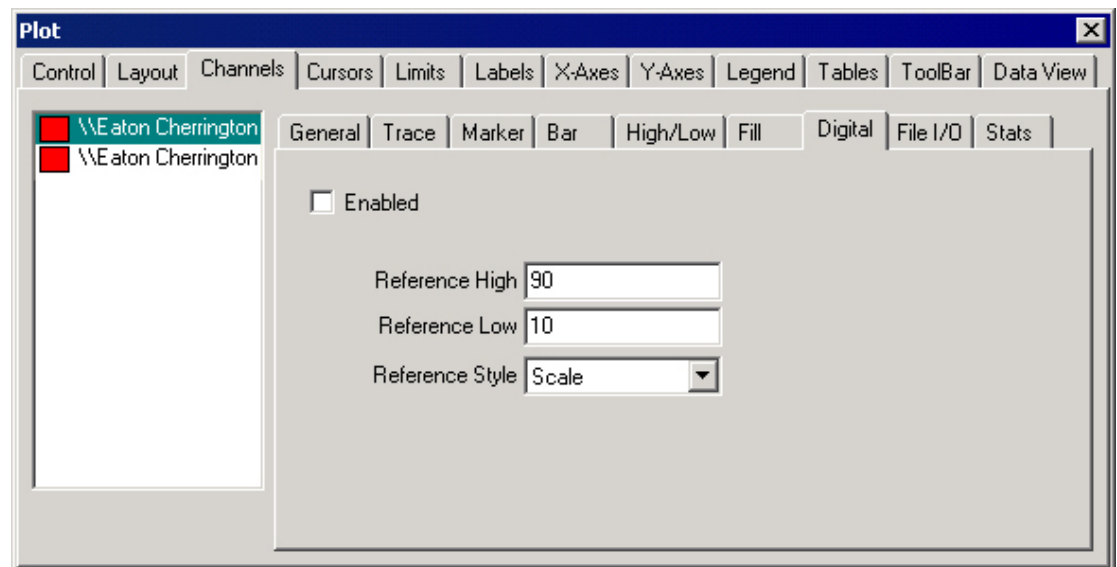 Plot
Control Layout Channels Cursors Limits Labels X-Axes Y-Axes Legend Tables ToolBar Data View
\\Eaton Cherrington
\\Eaton Cherrington
General Trace Marker Bar High/Low Fill Digital File I/O Stats
Enabled
Reference High 90
Reference Low 10
Reference Style Scale